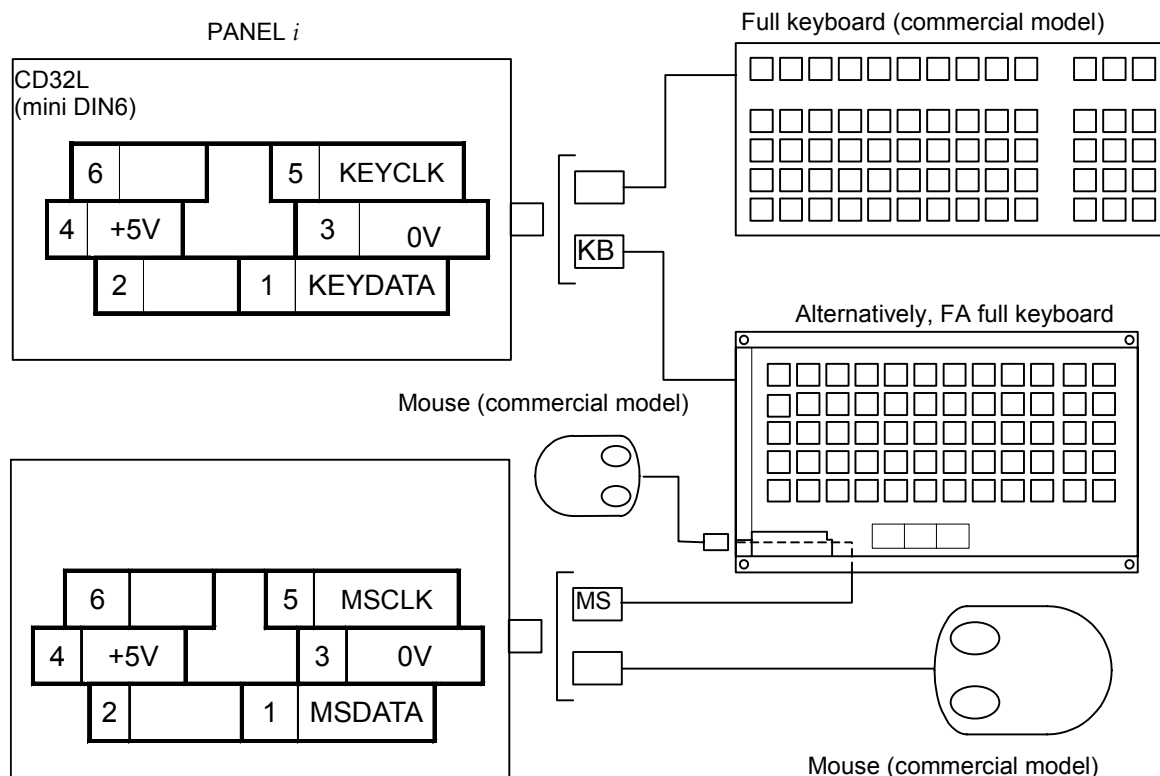 PANEL i
Full keyboard (commercial model)
CD32L
(mini DIN6)
6
5 KEYCLK
4 +5V
3 0V
2
1 KEYDATA
KB
Alternatively, FA full keyboard
Mouse (commercial model)
6
5 MSCLK
4 +5V
3 0V
2
1 MSDATA
MS
Mouse (commercial model)